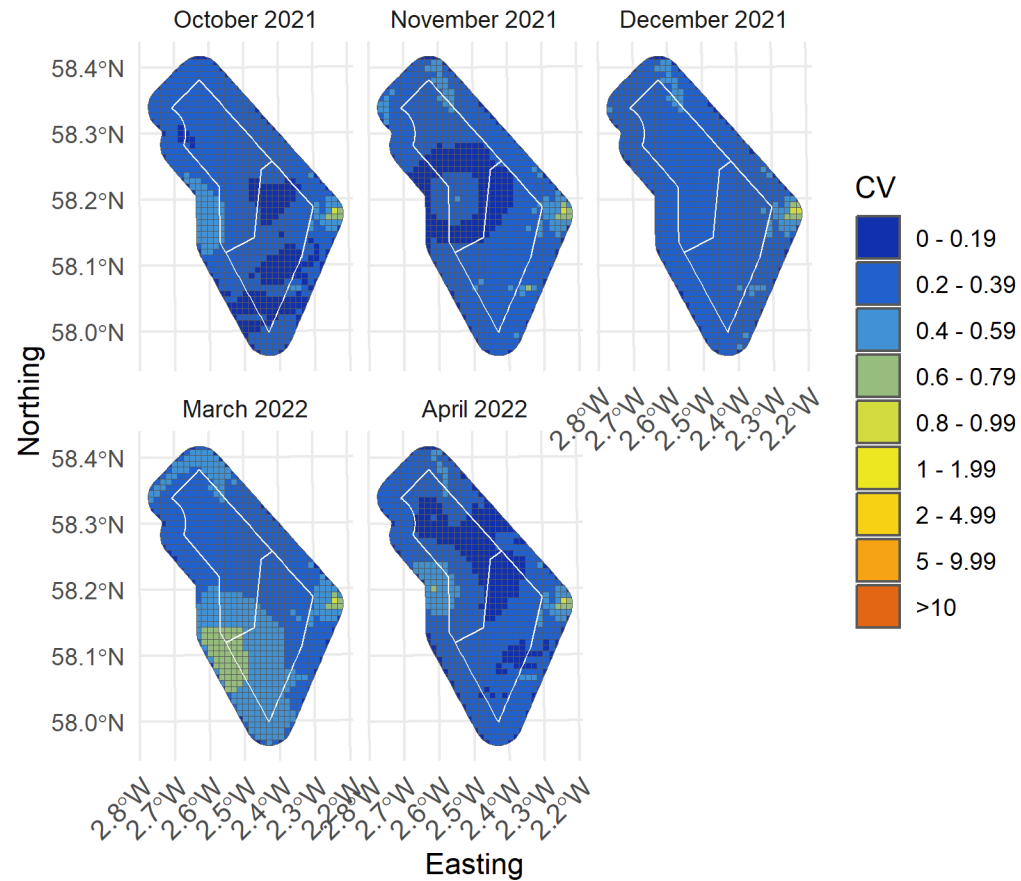 October 2021
November 2021
December 2021
58.4°N
58.3°N
58.2°N
58.1°N
58.0°N
2.8°W
2.7°W
2.6°W
2.5°W
2.4°W
2.3°W
2.2°W
March 2022
April 2022
58.4°N
58.3°N
58.2°N
58.1°N
58.0°N
2.8°W
2.7°W
2.6°W
2.5°W
2.4°W
2.3°W
2.2°W
2.8°W
2.7°W
2.6°W
2.5°W
2.4°W
2.3°W
2.2°W
Northing
Easting
CV
0 - 0.19
0.2 - 0.39
0.4 - 0.59
0.6 - 0.79
0.8 - 0.99
1 - 1.99
2 - 4.99
5 - 9.99
>10